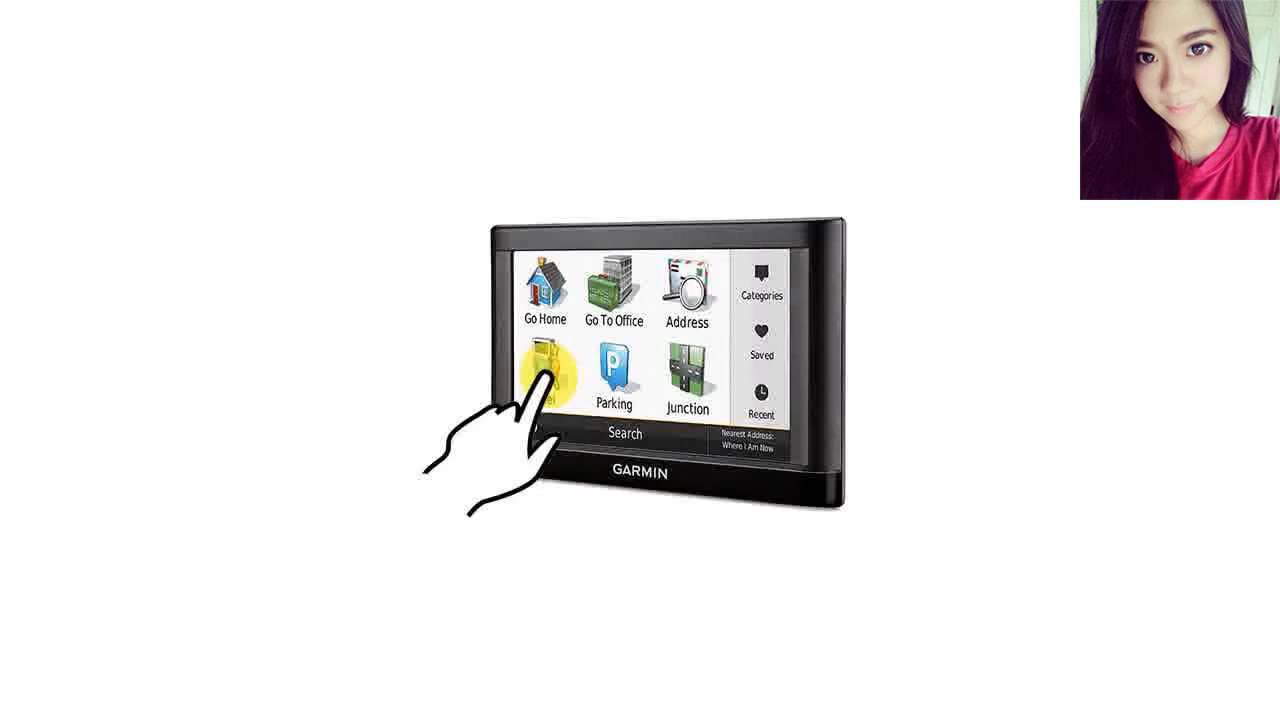 Go Home
Go To Office
Address
Categories
Saved
Parking
Junction
Recent
Search
Nearest Address:
Where I Am Now
GARMIN